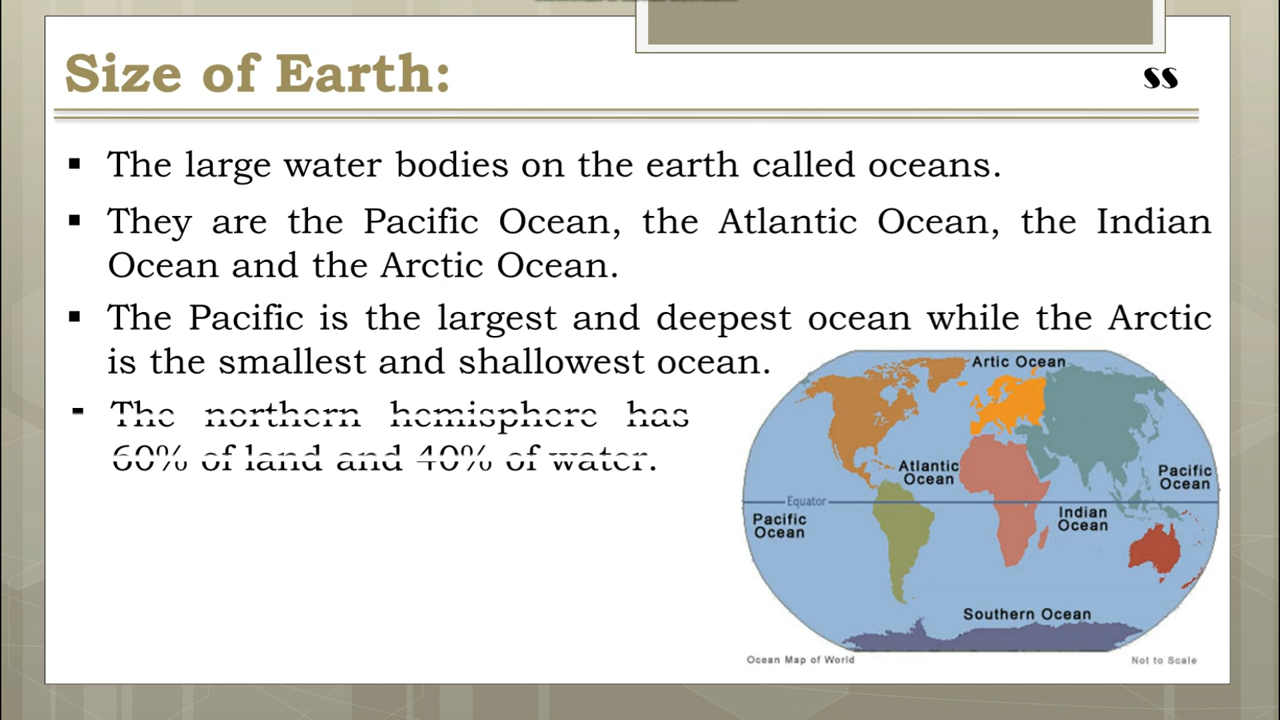 Size of Earth:
SS
▪ The large water bodies on the earth called oceans.
▪ They are the Pacific Ocean, the Atlantic Ocean, the Indian
Ocean and the Arctic Ocean.
▪ The Pacific is the largest and deepest ocean while the Arctic
is the smallest and shallowest ocean.
▪ The northern hemisphere has
60% of land and 40% of water.
Artic Ocean
Atlantic
Ocean
Pacific
Ocean
Equator
Pacific
Ocean
Indian
Ocean
Southern Ocean
Ocean Map of World
Not to Scale